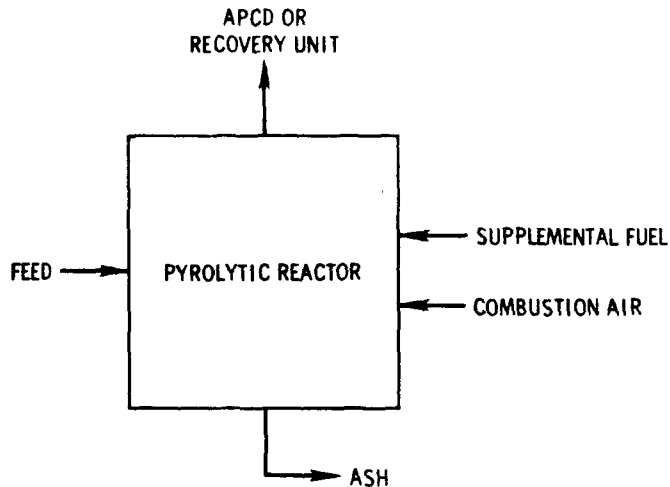 APCD OR
RECOVERY UNIT
SUPPLEMENTAL FUEL
FEED
PYROLYTIC REACTOR
COMBUSTION AIR
ASH